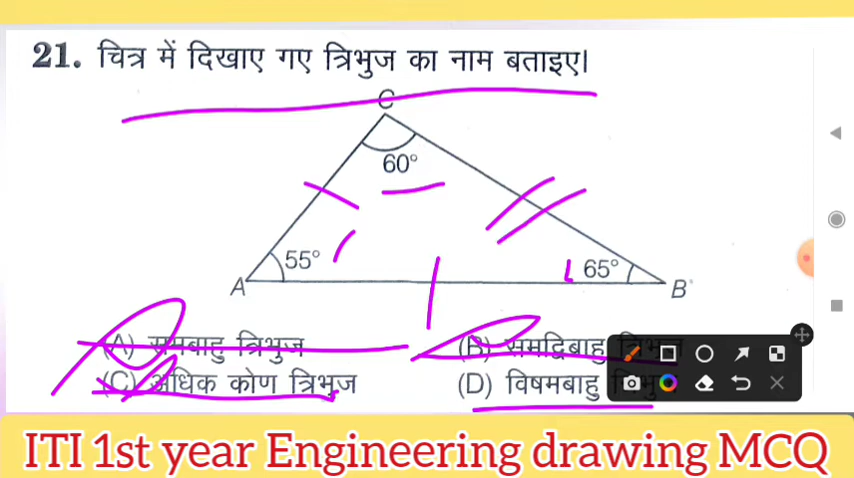 21. चित्र में दिखाए गए त्रिभुज का नाम बताइए।
C
60°
55°
65°
A
B
(A) समबाहु त्रिभुज
(B) समद्विबाहु त्रिभुज
(C) अधिक कोण त्रिभुज
(D) विषमबाहु
ITI 1st year Engineering drawing MCQ